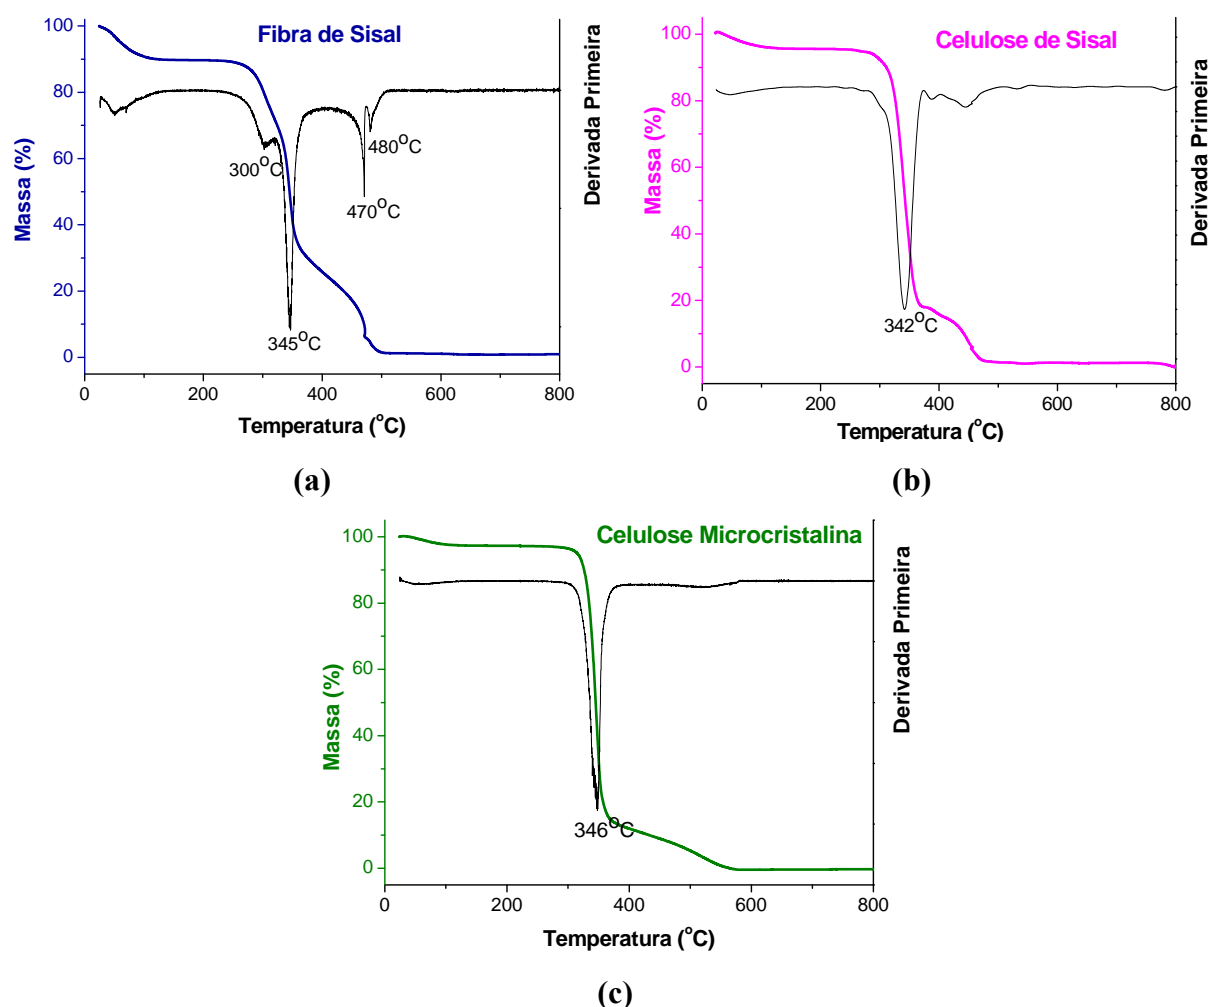 Fibra de Sisal
Massa (%)
100
80
60
40
20
0
300°C
345°C
470°C
480°C
0
200
400
600
800
Temperatura (°C)
Derivada Primeira
(a)
Celulose de Sisal
Massa (%)
100
80
60
40
20
0
342°C
0
200
400
600
800
Temperatura (°C)
Derivada Primeira
(b)
Celulose Microcristalina
Massa (%)
100
80
60
40
20
0
346°C
0
200
400
600
800
Temperatura (°C)
Derivada Primeira
(c)